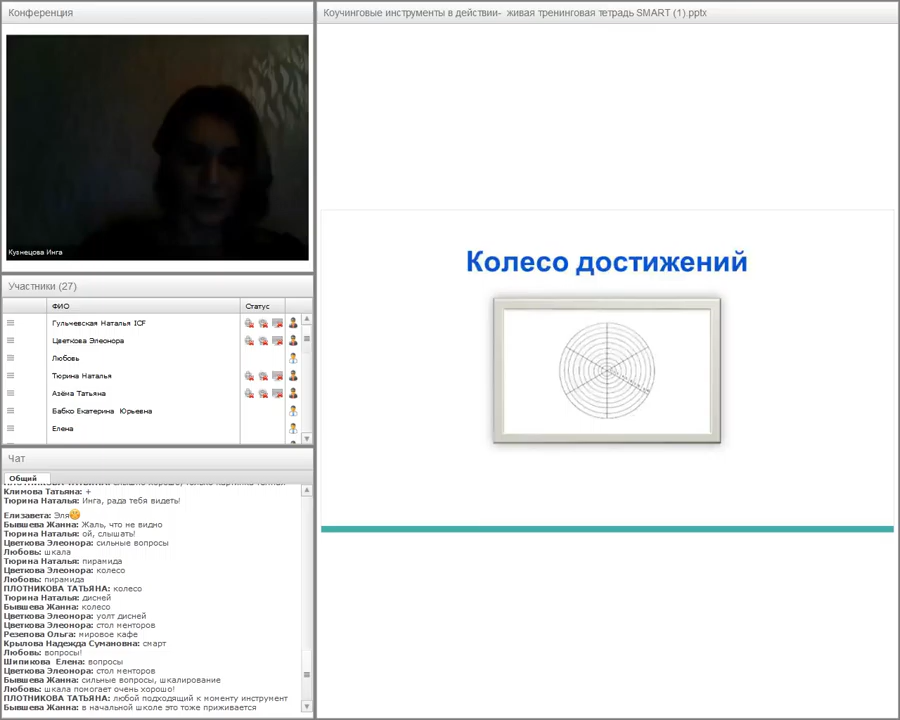 Конференция
Кузнецова Инга
Участники (27)
ФИО
Статус
Гульчевская Наталья ICF
Цветкова Элеонора
Любовь
Тюрина Наталья
Азёма Татьяна
Бабко Екатерина Юрьевна
Елена
Чат
Общий
Климова Татьяна: +
Тюрина Наталья: Инга, рада тебя видеть!
Елизавета: Эля
Бывшева Жанна: Жаль, что не видно
Тюрина Наталья: ой, слышать!
Цветкова Элеонора: сильные вопросы
Любовь: шкала
Тюрина Наталья: пирамида
Цветкова Элеонора: колесо
Любовь: пирамида
ПЛОТНИКОВА ТАТЬЯНА: колесо
Тюрина Наталья: дисней
Бывшева Жанна: колесо
Цветкова Элеонора: уолт дисней
Цветкова Элеонора: стол менторов
Резепова Ольга: мировое кафе
Крылова Надежда Сумановна: смарт
Любовь: вопросы!
Шипикова Елена: вопросы
Цветкова Элеонора: стол менторов
Бывшева Жанна: сильные вопросы, шкалирование
Любовь: шкала помогает очень хорошо!
ПЛОТНИКОВА ТАТЬЯНА: любой подходящий к моменту инструмент
Бывшева Жанна: в начальной школе это тоже приживается
Коучинговые инструменты в действии- живая тренинговая тетрадь SMART (1).pptx
Колесо достижений